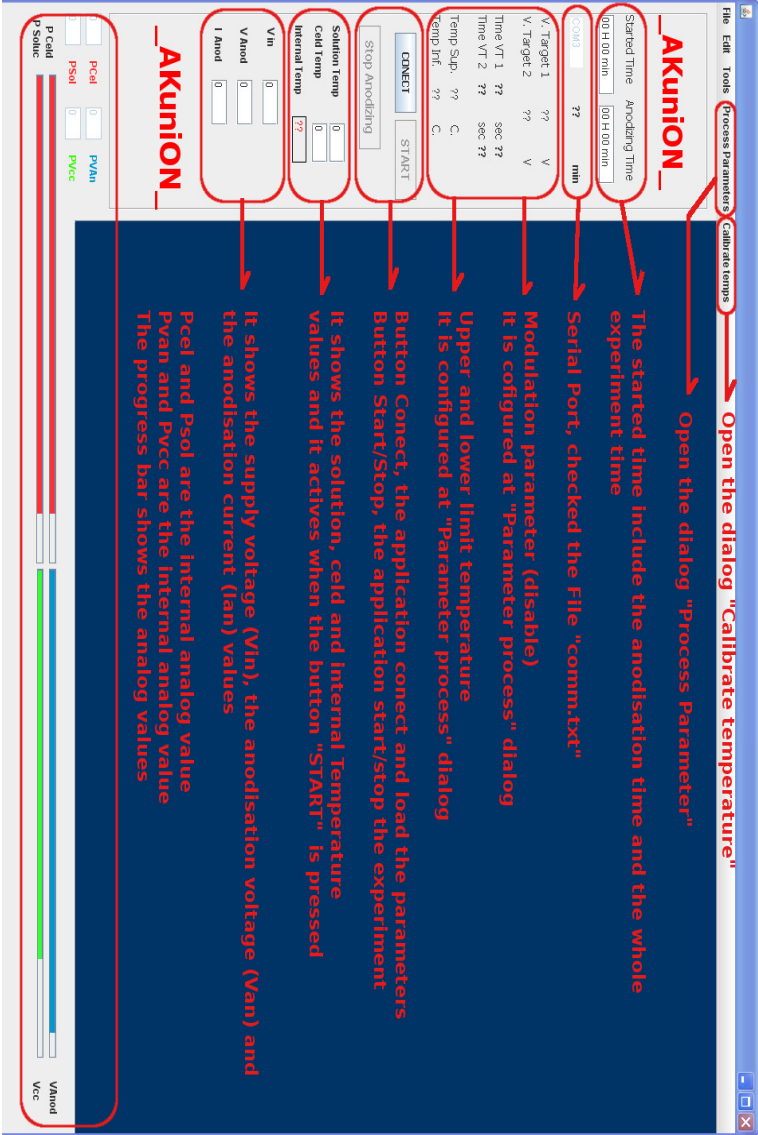 File Edit Tools Process Parameters Calibrate temps
Open the dialog "Calibrate temperature"
Open the dialog "Process Parameter"
_AKuniON_
Started Time Anodizing Time
00 H 00 min 00 H 00 min
The started time include the anodisation time and the whole
experiment time
COM3 ?? min
Serial Port, checked the File "comm.txt"
V. Target 1 ?? V
V. Target 2 ?? V
Time VT 1 ?? sec ??
Time VT 2 ?? sec ??
Modulation parameter (disable)
It is cofigured at "Parameter process" dialog
Temp Sup. ?? C.
Temp Inf. ?? C.
Upper and lower limit temperature
It is configured at "Parameter process" dialog
CONECT START
Stop Anodizing
Button Conect, the application conect and load the parameters
Button Start/Stop, the application start/stop the experiment
Solution Temp 0
Celd Temp 0
Internal Temp ??
It shows the solution, celd and internal Temperature
values and it actives when the button "START" is pressed
V in 0
V Anod 0
I Anod 0
It shows the supply voltage (Vin), the anodisation voltage (Van) and
the anodisation current (Ian) values
_AKuniON_
0 PCel 0 PVAn
0 PSol 0 PVcc
Pcel and Psol are the internal analog value
Pvan and Pvcc are the internal analog value
The progress bar shows the analog values
P Celd VAnod
P Soluc Vcc